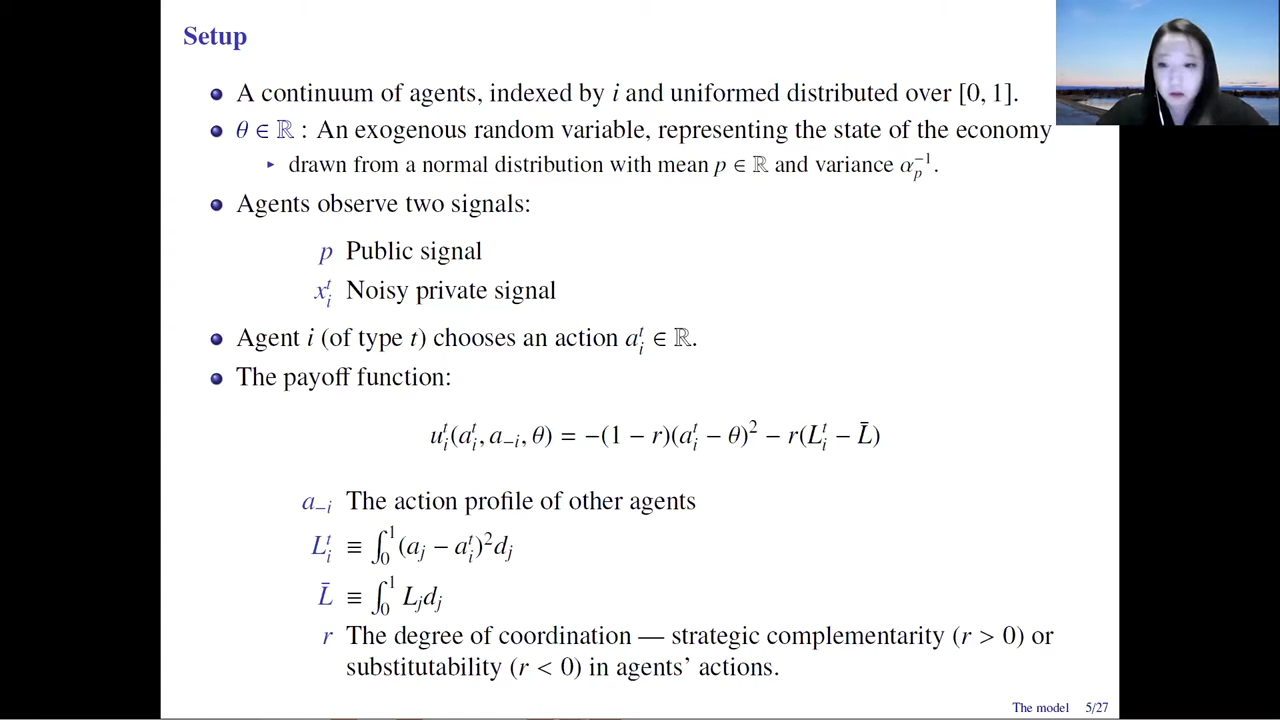 Setup
A continuum of agents, indexed by i and uniformed distributed over [0, 1].
θ ∈ ℝ : An exogenous random variable, representing the state of the economy
drawn from a normal distribution with mean p ∈ ℝ and variance α_p^{-1}.
Agents observe two signals:
p Public signal
x_i^t Noisy private signal
Agent i (of type t) chooses an action a_i^t ∈ ℝ.
The payoff function:
u_i^t(a_i^t, a_{-i}, θ) = −(1 − r)(a_i^t − θ)^2 − r(L_i^t − L̄)
a_{-i} The action profile of other agents
L_i^t ≡ ∫_0^1 (a_j − a_i^t)^2 d_j
L̄ ≡ ∫_0^1 L_j d_j
r The degree of coordination — strategic complementarity (r > 0) or
substitutability (r < 0) in agents’ actions.
The model 5/27